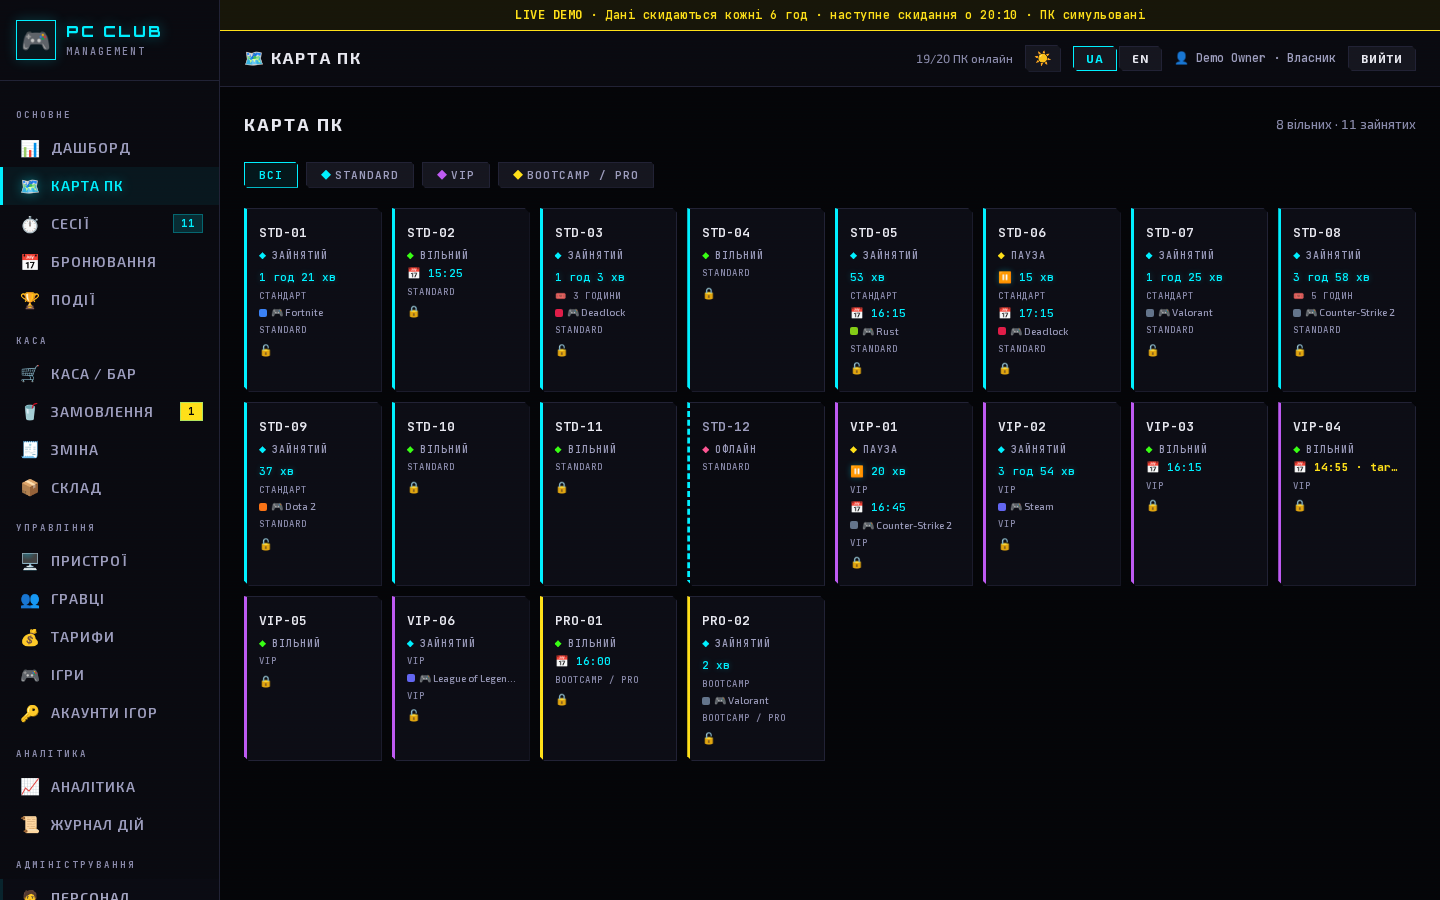 PC CLUB
MANAGEMENT
LIVE DEMO · Дані скидаються кожні 6 год · наступне скидання о 20:10 · ПК симульовані
КАРТА ПК
19/20 ПК онлайн
UA
EN
Demo Owner · Власник
ВИЙТИ
ОСНОВНЕ
ДАШБОРД
КАРТА ПК
СЕСІЇ
11
БРОНЮВАННЯ
ПОДІЇ
КАСА
КАСА / БАР
ЗАМОВЛЕННЯ
1
ЗМІНА
СКЛАД
УПРАВЛІННЯ
ПРИСТРОЇ
ГРАВЦІ
ТАРИФИ
ІГРИ
АКАУНТИ ІГОР
АНАЛІТИКА
АНАЛІТИКА
ЖУРНАЛ ДІЙ
АДМІНІСТРУВАННЯ
ПЕРСОНАЛ
КАРТА ПК
8 вільних · 11 зайнятих
ВСІ
STANDARD
VIP
BOOTCAMP / PRO
STD-01
ЗАЙНЯТИЙ
1 год 21 хв
СТАНДАРТ
Fortnite
STANDARD
STD-02
ВІЛЬНИЙ
15:25
STANDARD
STD-03
ЗАЙНЯТИЙ
1 год 3 хв
3 ГОДИНИ
Deadlock
STANDARD
STD-04
ВІЛЬНИЙ
STANDARD
STD-05
ЗАЙНЯТИЙ
53 хв
СТАНДАРТ
16:15
Rust
STANDARD
STD-06
ПАУЗА
15 хв
СТАНДАРТ
17:15
Deadlock
STANDARD
STD-07
ЗАЙНЯТИЙ
1 год 25 хв
СТАНДАРТ
Valorant
STANDARD
STD-08
ЗАЙНЯТИЙ
3 год 58 хв
5 ГОДИН
Counter-Strike 2
STANDARD
STD-09
ЗАЙНЯТИЙ
37 хв
СТАНДАРТ
Dota 2
STANDARD
STD-10
ВІЛЬНИЙ
STANDARD
STD-11
ВІЛЬНИЙ
STANDARD
STD-12
ОФЛАЙН
STANDARD
VIP-01
ПАУЗА
20 хв
VIP
16:45
Counter-Strike 2
VIP
VIP-02
ЗАЙНЯТИЙ
3 год 54 хв
VIP
Steam
VIP
VIP-03
ВІЛЬНИЙ
16:15
VIP
VIP-04
ВІЛЬНИЙ
14:55 · tar…
VIP
VIP-05
ВІЛЬНИЙ
VIP
VIP-06
ЗАЙНЯТИЙ
VIP
League of Legen…
VIP
PRO-01
ВІЛЬНИЙ
16:00
BOOTCAMP / PRO
PRO-02
ЗАЙНЯТИЙ
2 хв
BOOTCAMP
Valorant
BOOTCAMP / PRO